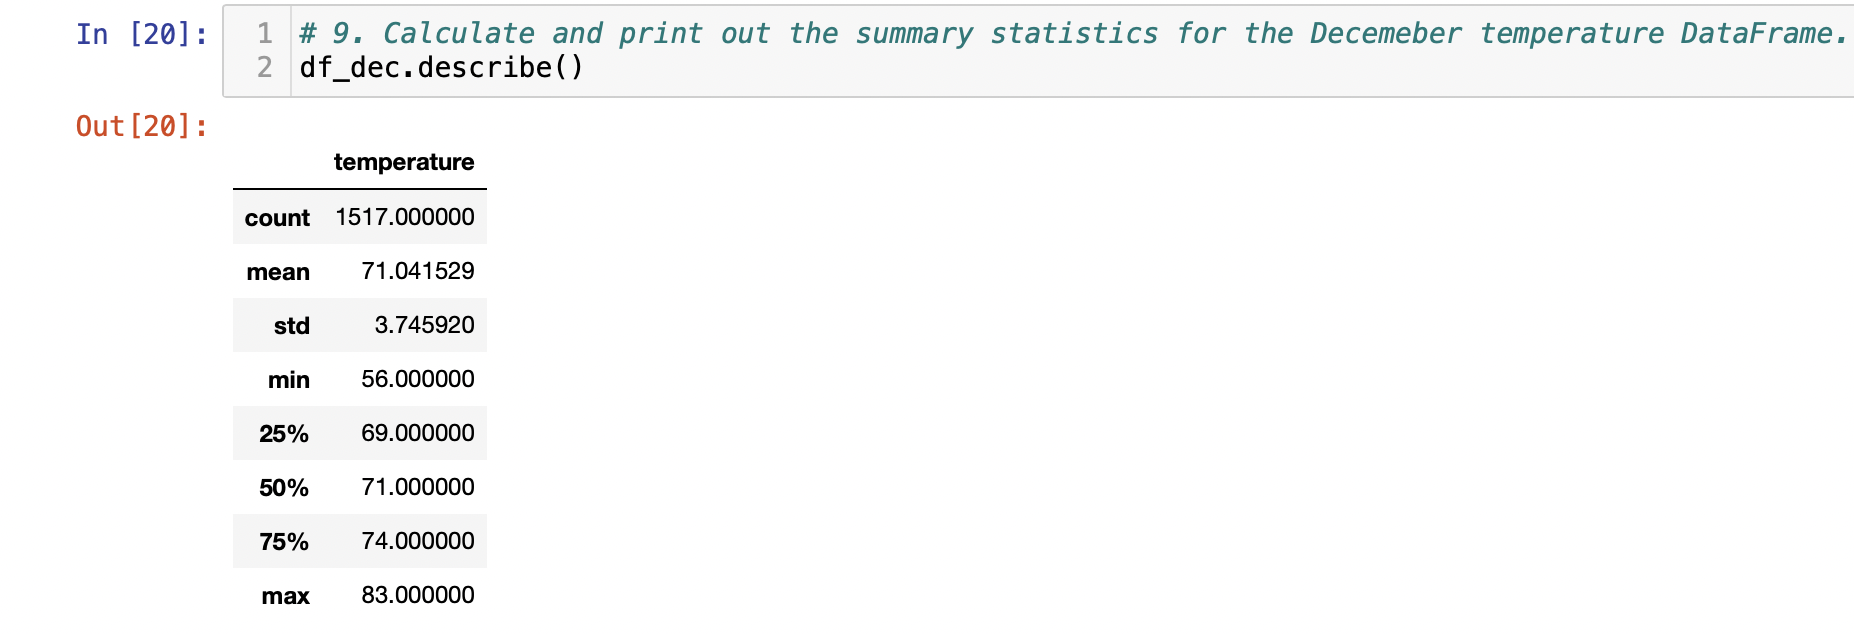 In [20]:
1 # 9. Calculate and print out the summary statistics for the Decemeber temperature DataFrame.
2 df_dec.describe()
Out[20]:
temperature
count 1517.000000
mean 71.041529
std 3.745920
min 56.000000
25% 69.000000
50% 71.000000
75% 74.000000
max 83.000000